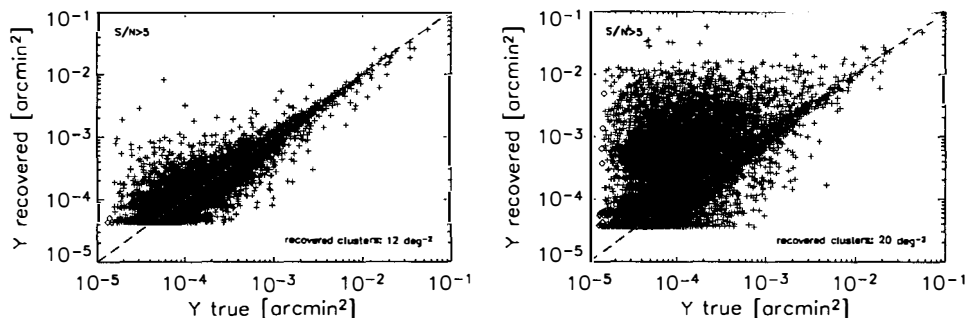 S/N>5
recovered clusters: 12 deg⁻²
Y recovered [arcmin²]
10⁻¹
10⁻²
10⁻³
10⁻⁴
10⁻⁵
10⁻⁵ 10⁻⁴ 10⁻³ 10⁻² 10⁻¹
Y true [arcmin²]
S/N>5
recovered clusters: 20 deg⁻²
Y recovered [arcmin²]
10⁻¹
10⁻²
10⁻³
10⁻⁴
10⁻⁵
10⁻⁵ 10⁻⁴ 10⁻³ 10⁻² 10⁻¹
Y true [arcmin²]